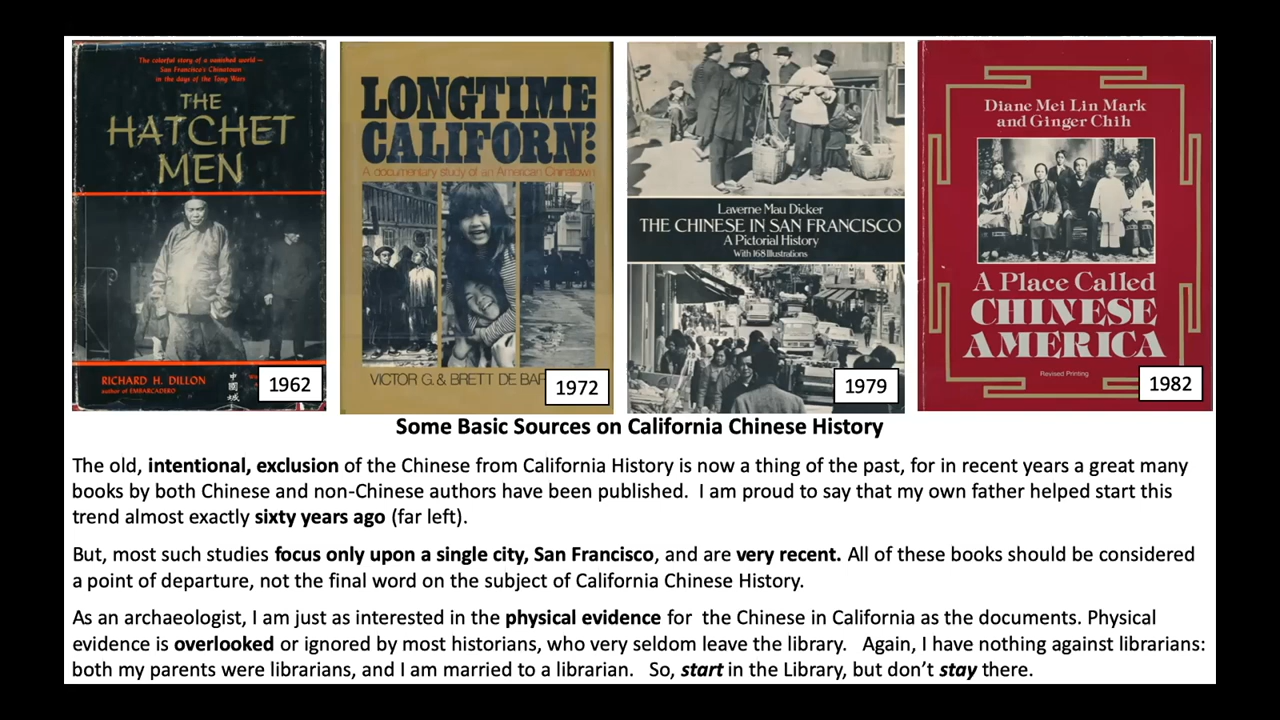 The colorful story of a vanished world—
San Francisco's Chinatown
in the days of the Tong Wars
THE
HATCHET
MEN
RICHARD H. DILLON
author of EMBARCADERO
中國城
1962
LONGTIME
CALIFORN'
A documentary study of an American Chinatown
VICTOR G. & BRETT DE
1972
Laverne Mau Dicker
THE CHINESE IN SAN FRANCISCO
A Pictorial History
With 168 Illustrations
1979
Diane Mei Lin Mark
and Ginger Chih
A Place Called
CHINESE
AMERICA
Revised Printing
1982
Some Basic Sources on California Chinese History
The old, intentional, exclusion of the Chinese from California History is now a thing of the past, for in recent years a great many
books by both Chinese and non-Chinese authors have been published. I am proud to say that my own father helped start this
trend almost exactly sixty years ago (far left).
But, most such studies focus only upon a single city, San Francisco, and are very recent. All of these books should be considered
a point of departure, not the final word on the subject of California Chinese History.
As an archaeologist, I am just as interested in the physical evidence for the Chinese in California as the documents. Physical
evidence is overlooked or ignored by most historians, who very seldom leave the library. Again, I have nothing against librarians:
both my parents were librarians, and I am married to a librarian. So, start in the Library, but don't stay there.